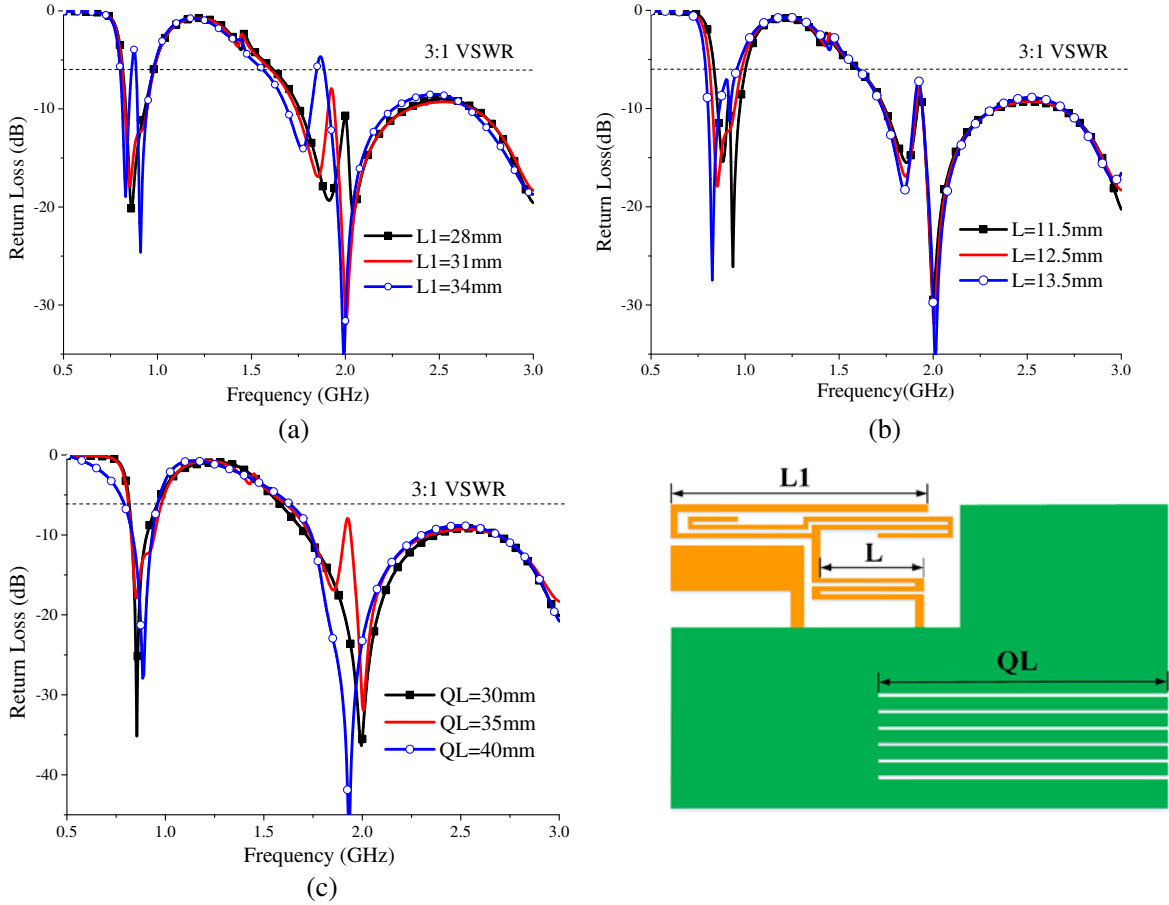 0
-10
-20
-30
Return Loss (dB)
3:1 VSWR
L1=28mm
L1=31mm
L1=34mm
0.5 1.0 1.5 2.0 2.5 3.0
Frequency (GHz)
(a)
0
-10
-20
-30
Return Loss(dB)
3:1 VSWR
L=11.5mm
L=12.5mm
L=13.5mm
0.5 1.0 1.5 2.0 2.5 3.0
Frequency(GHz)
(b)
0
-10
-20
-30
-40
Return Loss (dB)
3:1 VSWR
QL=30mm
QL=35mm
QL=40mm
0.5 1.0 1.5 2.0 2.5 3.0
Frequency (GHz)
(c)
L1
L
QL